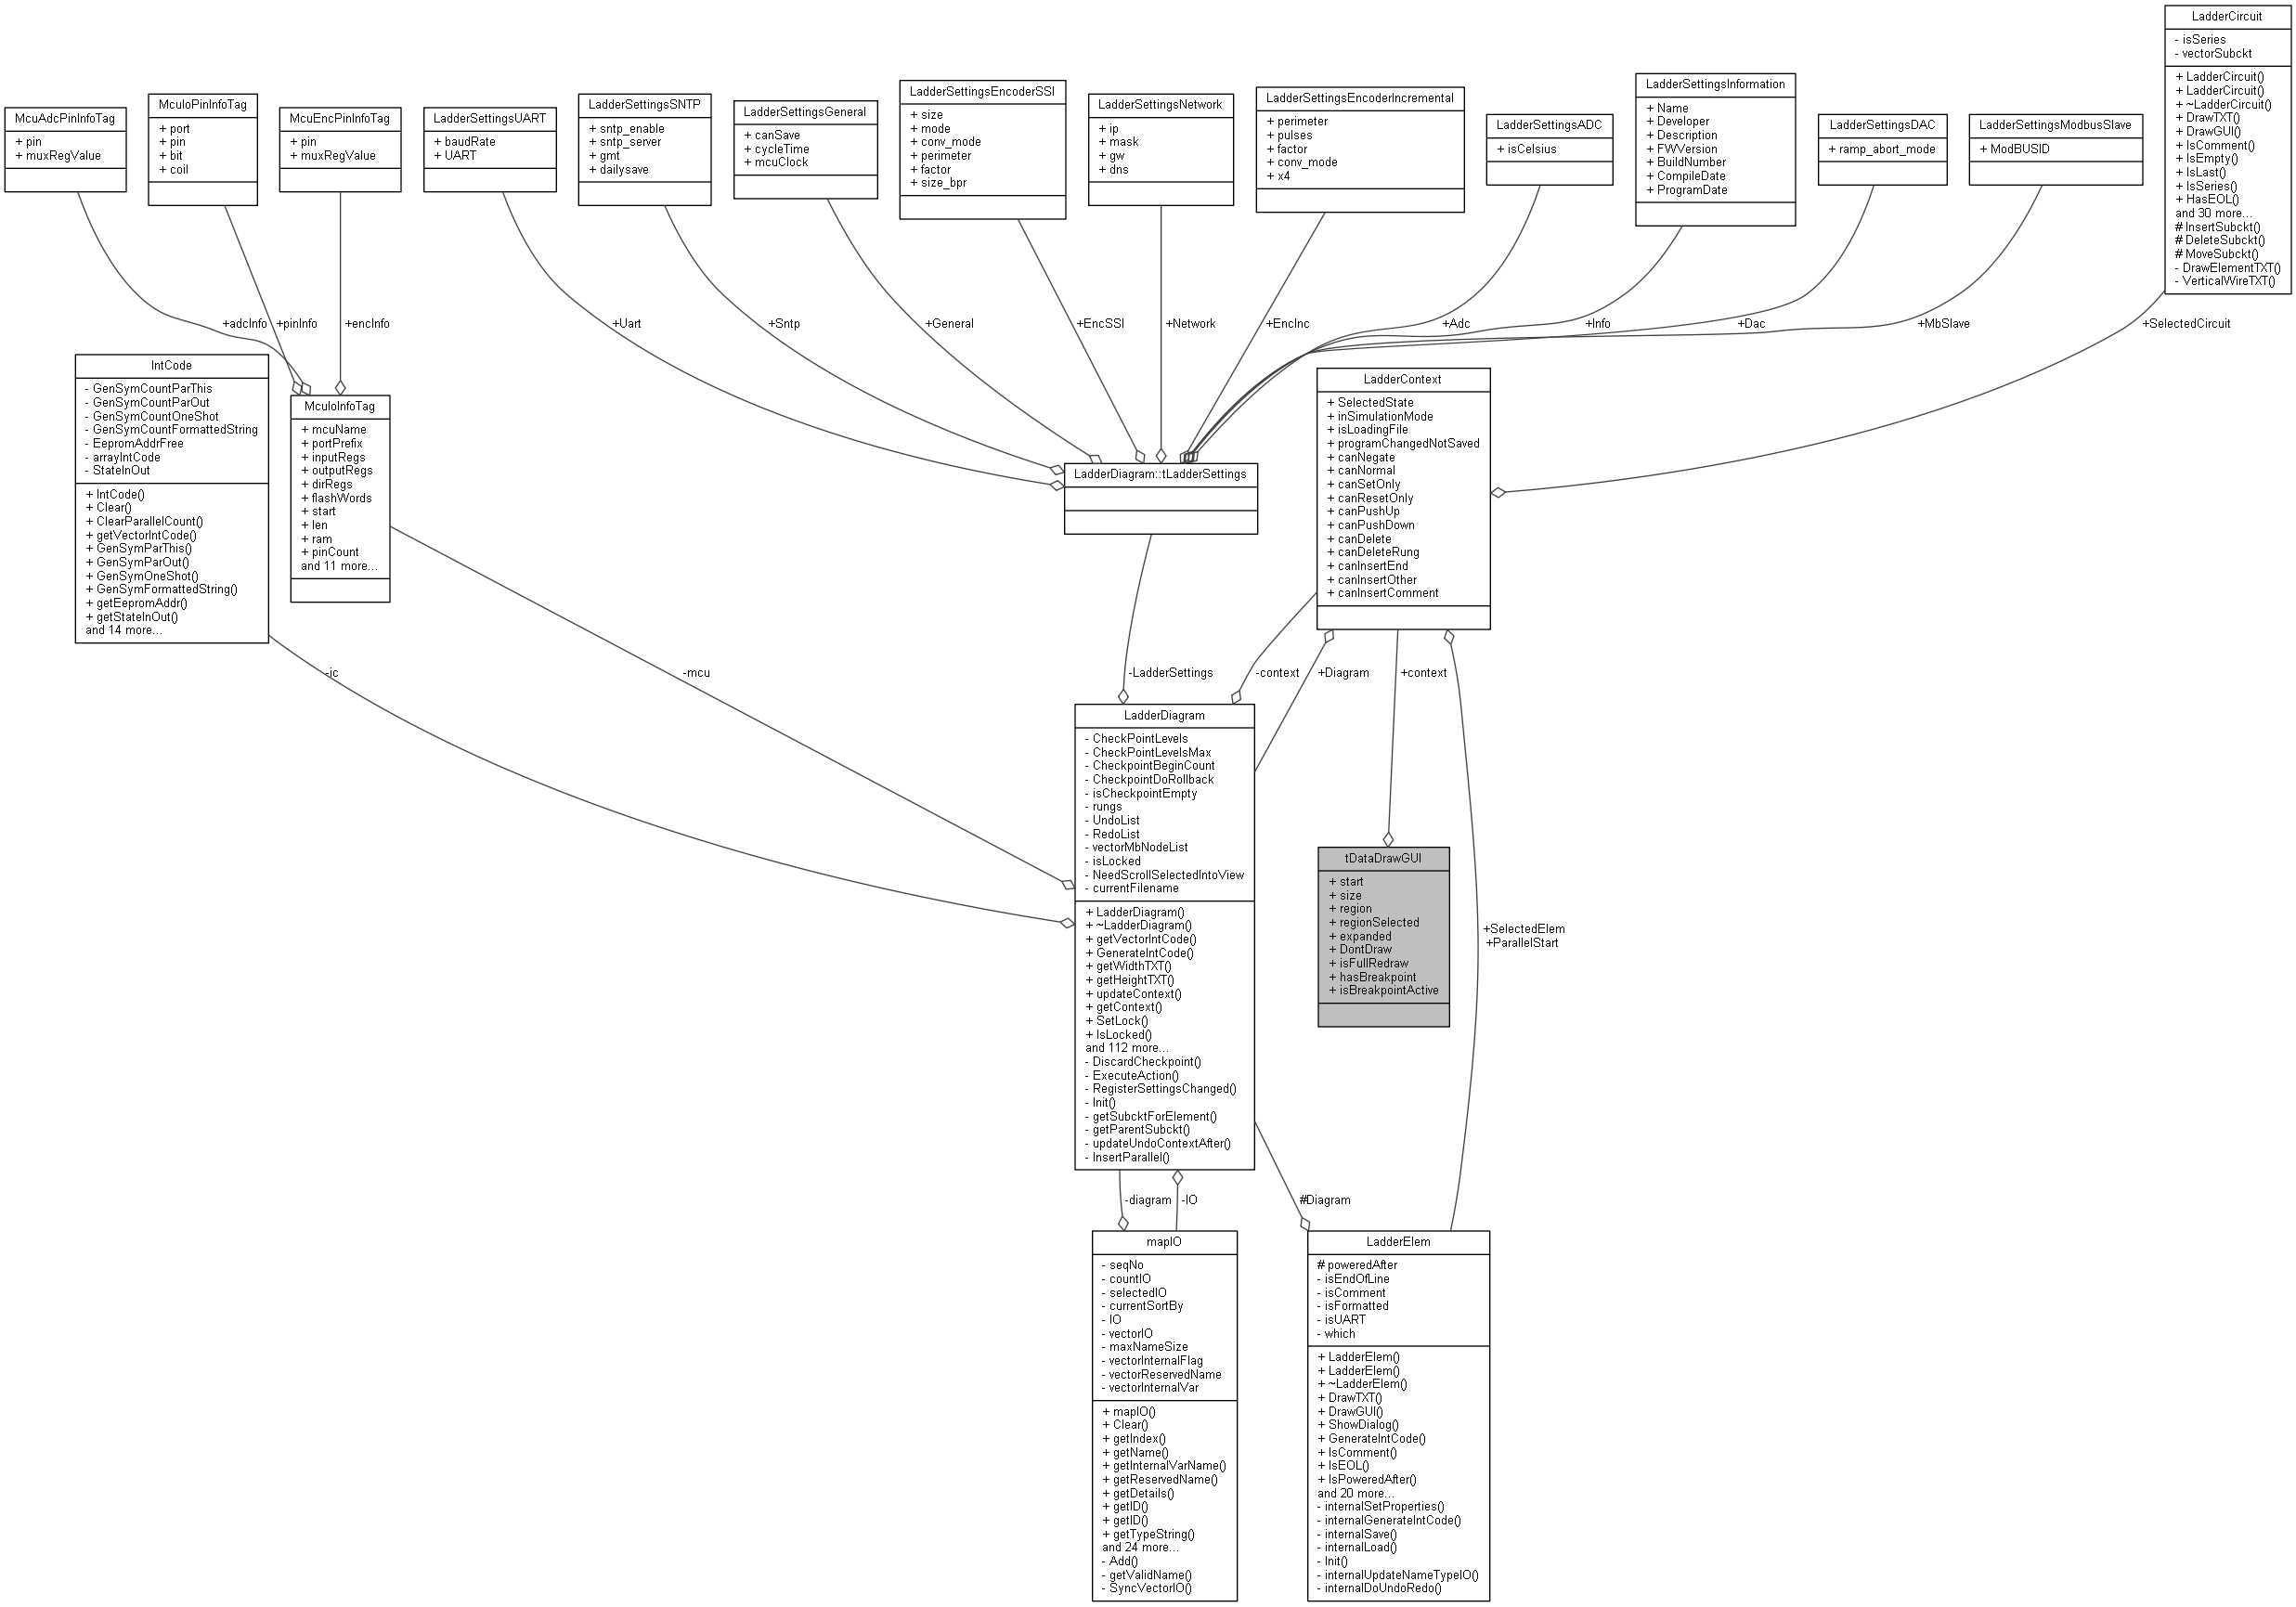 LadderCircuit
- isSeries
- vectorSubckt
+ LadderCircuit()
+ LadderCircuit()
+ ~LadderCircuit()
+ DrawTXT()
+ DrawGUI()
+ IsComment()
+ IsEmpty()
+ IsLast()
+ IsSeries()
+ HasEOL()
and 30 more...
# InsertSubckt()
# DeleteSubckt()
# MoveSubckt()
- DrawElementTXT()
- VerticalWireTXT()
McuAdcPinInfoTag
+ pin
+ muxRegValue
McuIoPinInfoTag
+ port
+ pin
+ bit
+ coil
McuEncPinInfoTag
+ pin
+ muxRegValue
LadderSettingsUART
+ baudRate
+ UART
LadderSettingsSNTP
+ sntp_enable
+ sntp_server
+ gmt
+ dailysave
LadderSettingsGeneral
+ canSave
+ cycleTime
+ mcuClock
LadderSettingsEncoderSSI
+ size
+ mode
+ conv_mode
+ perimeter
+ factor
+ size_bpr
LadderSettingsNetwork
+ ip
+ mask
+ gw
+ dns
LadderSettingsEncoderIncremental
+ perimeter
+ pulses
+ factor
+ conv_mode
+ x4
LadderSettingsADC
+ isCelsius
LadderSettingsInformation
+ Name
+ Developer
+ Description
+ FWVersion
+ BuildNumber
+ CompileDate
+ ProgramDate
LadderSettingsDAC
+ ramp_abort_mode
LadderSettingsModbusSlave
+ ModBUSID
+adcInfo
+pinInfo
+encInfo
+Uart
+Sntp
+General
+EncSSI
+Network
+EncInc
+Adc
+Info
+Dac
+MbSlave
+SelectedCircuit
IntCode
- GenSymCountParThis
- GenSymCountParOut
- GenSymCountOneShot
- GenSymCountFormattedString
- EepromAddrFree
- arrayIntCode
- StateInOut
+ IntCode()
+ Clear()
+ ClearParallelCount()
+ getVectorIntCode()
+ GenSymParThis()
+ GenSymParOut()
+ GenSymOneShot()
+ GenSymFormattedString()
+ getEepromAddr()
+ getStateInOut()
and 14 more...
McuIoInfoTag
+ mcuName
+ portPrefix
+ inputRegs
+ outputRegs
+ dirRegs
+ flashWords
+ start
+ len
+ ram
+ pinCount
and 11 more...
LadderDiagram::tLadderSettings
LadderContext
+ SelectedState
+ inSimulationMode
+ isLoadingFile
+ programChangedNotSaved
+ canNegate
+ canNormal
+ canSetOnly
+ canResetOnly
+ canPushUp
+ canPushDown
+ canDelete
+ canDeleteRung
+ canInsertEnd
+ canInsertOther
+ canInsertComment
-ic
-mcu
-LadderSettings
-context
+Diagram
+context
LadderDiagram
- CheckPointLevels
- CheckPointLevelsMax
- CheckpointBeginCount
- CheckpointDoRollback
- isCheckpointEmpty
- rungs
- UndoList
- RedoList
- vectorMbNodeList
- isLocked
- NeedScrollSelectedIntoView
- currentFilename
+ LadderDiagram()
+ ~LadderDiagram()
+ getVectorIntCode()
+ GenerateIntCode()
+ getWidthTXT()
+ getHeightTXT()
+ updateContext()
+ getContext()
+ SetLock()
+ IsLocked()
and 112 more...
- DiscardCheckpoint()
- ExecuteAction()
- RegisterSettingsChanged()
- Init()
- getSubcktForElement()
- getParentSubckt()
- updateUndoContextAfter()
- InsertParallel()
tDataDrawGUI
+ start
+ size
+ region
+ regionSelected
+ expanded
+ DontDraw
+ isFullRedraw
+ hasBreakpoint
+ isBreakpointActive
+SelectedElem
+ParallelStart
-diagram
-IO
#Diagram
mapIO
- seqNo
- countIO
- selectedIO
- currentSortBy
- IO
- vectorIO
- maxNameSize
- vectorInternalFlag
- vectorReservedName
- vectorInternalVar
+ mapIO()
+ Clear()
+ getIndex()
+ getName()
+ getInternalVarName()
+ getReservedName()
+ getDetails()
+ getID()
+ getID()
+ getTypeString()
and 24 more...
- Add()
- getValidName()
- SyncVectorIO()
LadderElem
# poweredAfter
- isEndOfLine
- isComment
- isFormatted
- isUART
- which
+ LadderElem()
+ LadderElem()
+ ~LadderElem()
+ DrawTXT()
+ DrawGUI()
+ ShowDialog()
+ GenerateIntCode()
+ IsComment()
+ IsEOL()
+ IsPoweredAfter()
and 20 more...
- internalSetProperties()
- internalGenerateIntCode()
- internalSave()
- internalLoad()
- Init()
- internalUpdateNameTypeIO()
- internalDoUndoRedo()